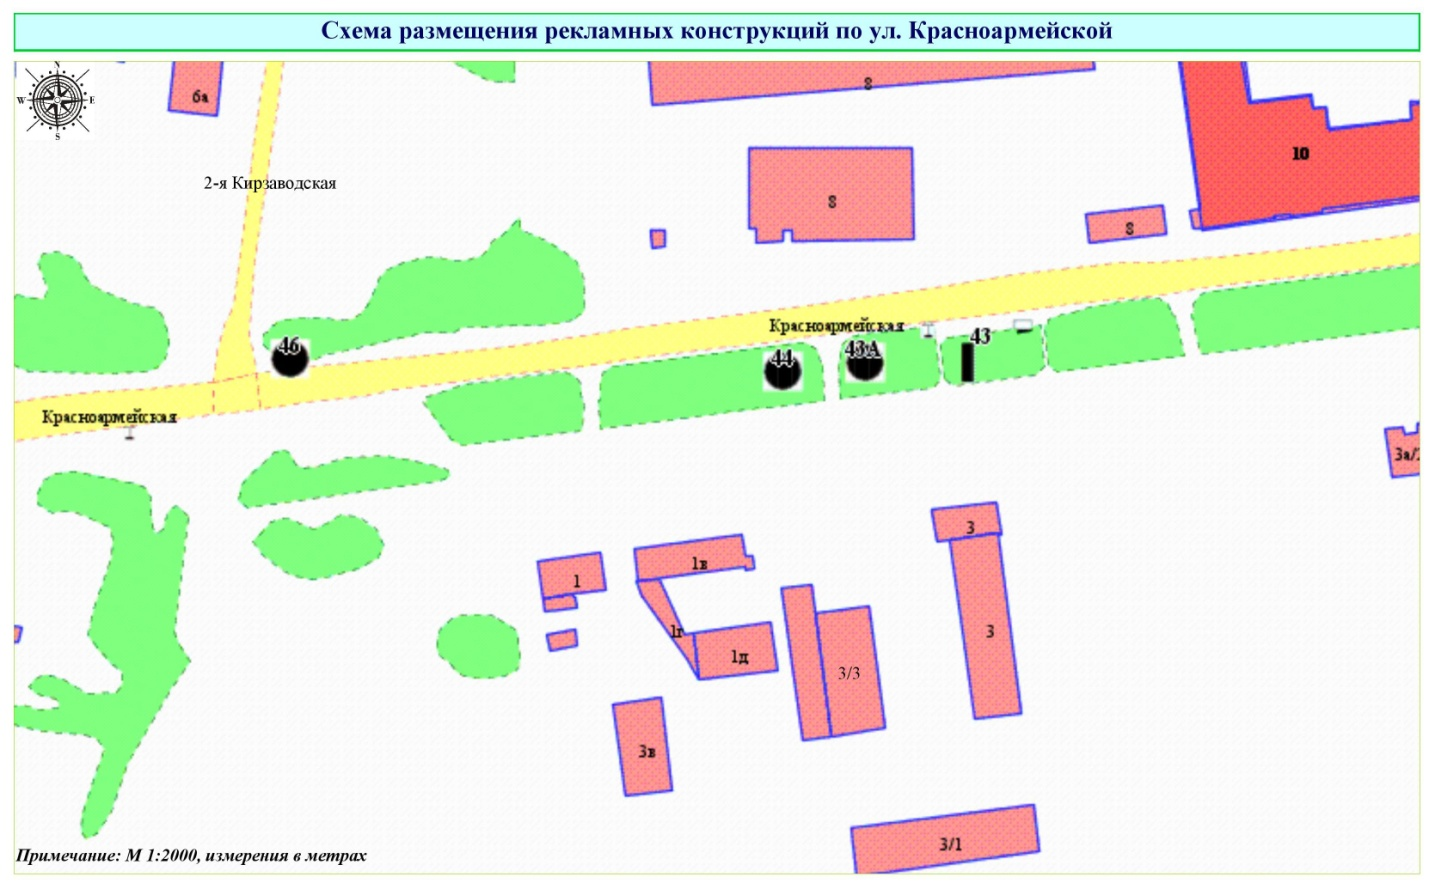 Схема размещения рекламных конструкций по ул. Красноармейской
N
W E
S
6а
8
10
2-я Кирзаводская
8
8
Красноармейская
43
46
44
43А
Красноармейская
3а/
3
1
1в
1г
3
1д
3/3
3в
3/1
Примечание: М 1:2000, измерения в метрах